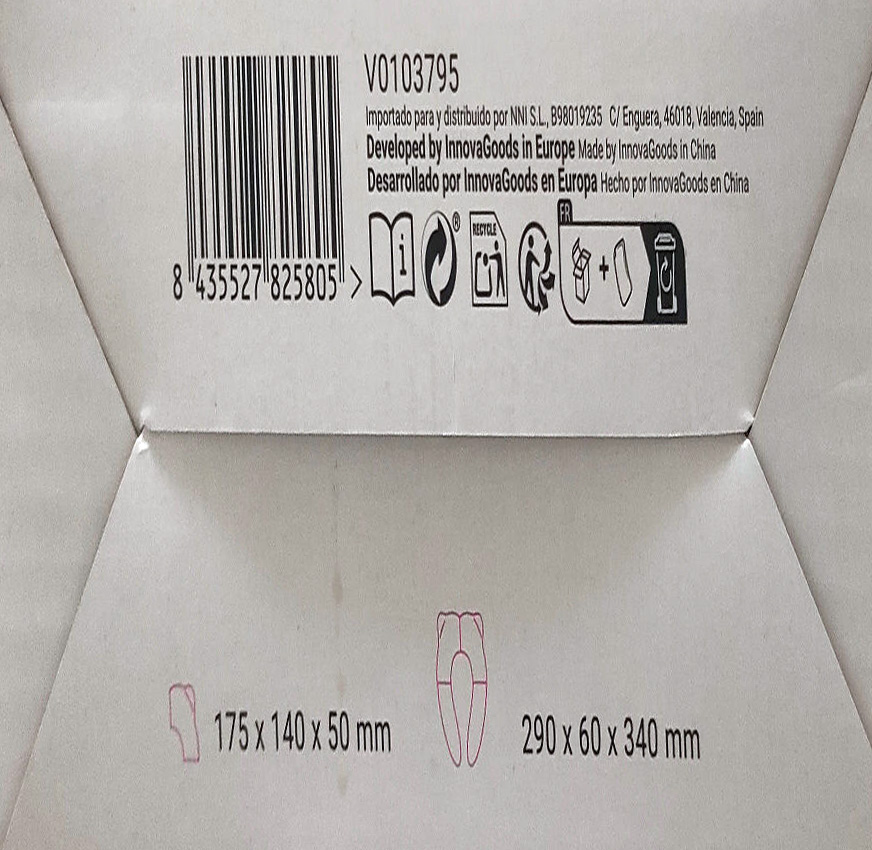 V0103795
Importado para y distribuido por NNI S.L., B98019235 C/ Enguera, 46018, Valencia, Spain
Developed by InnovaGoods in Europe Made by InnovaGoods in China
Desarrollado por InnovaGoods en Europa Hecho por InnovaGoods en China
8 435527 825805 >
i
®
RECYCLE
FR
+
175 x 140 x 50 mm
290 x 60 x 340 mm